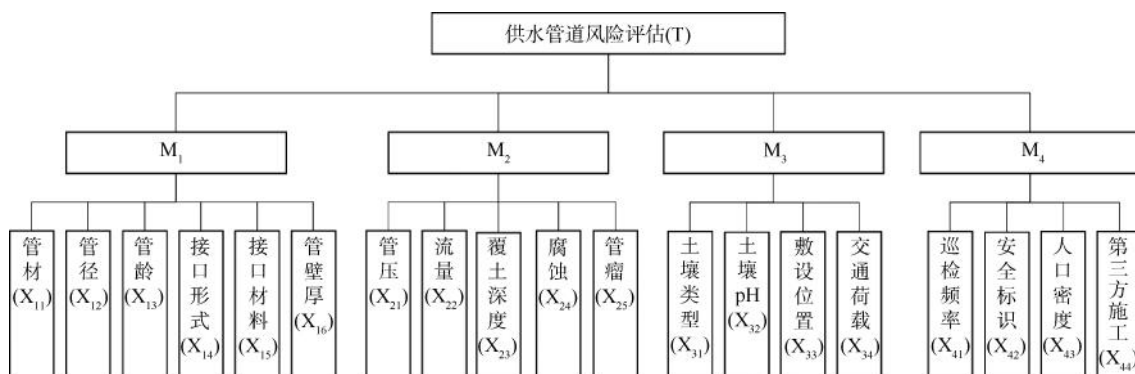 供水管道风险评估(T)
M₁
M₂
M₃
M₄
管材(X₁₁)
管径(X₁₂)
管龄(X₁₃)
接口形式(X₁₄)
接口材料(X₁₅)
管壁厚(X₁₆)
管压(X₂₁)
流量(X₂₂)
覆土深度(X₂₃)
腐蚀(X₂₄)
管瘤(X₂₅)
土壤类型(X₃₁)
土壤pH(X₃₂)
敷设位置(X₃₃)
交通荷载(X₃₄)
巡检频率(X₄₁)
安全标识(X₄₂)
人口密度(X₄₃)
第三方施工(X₄₄)